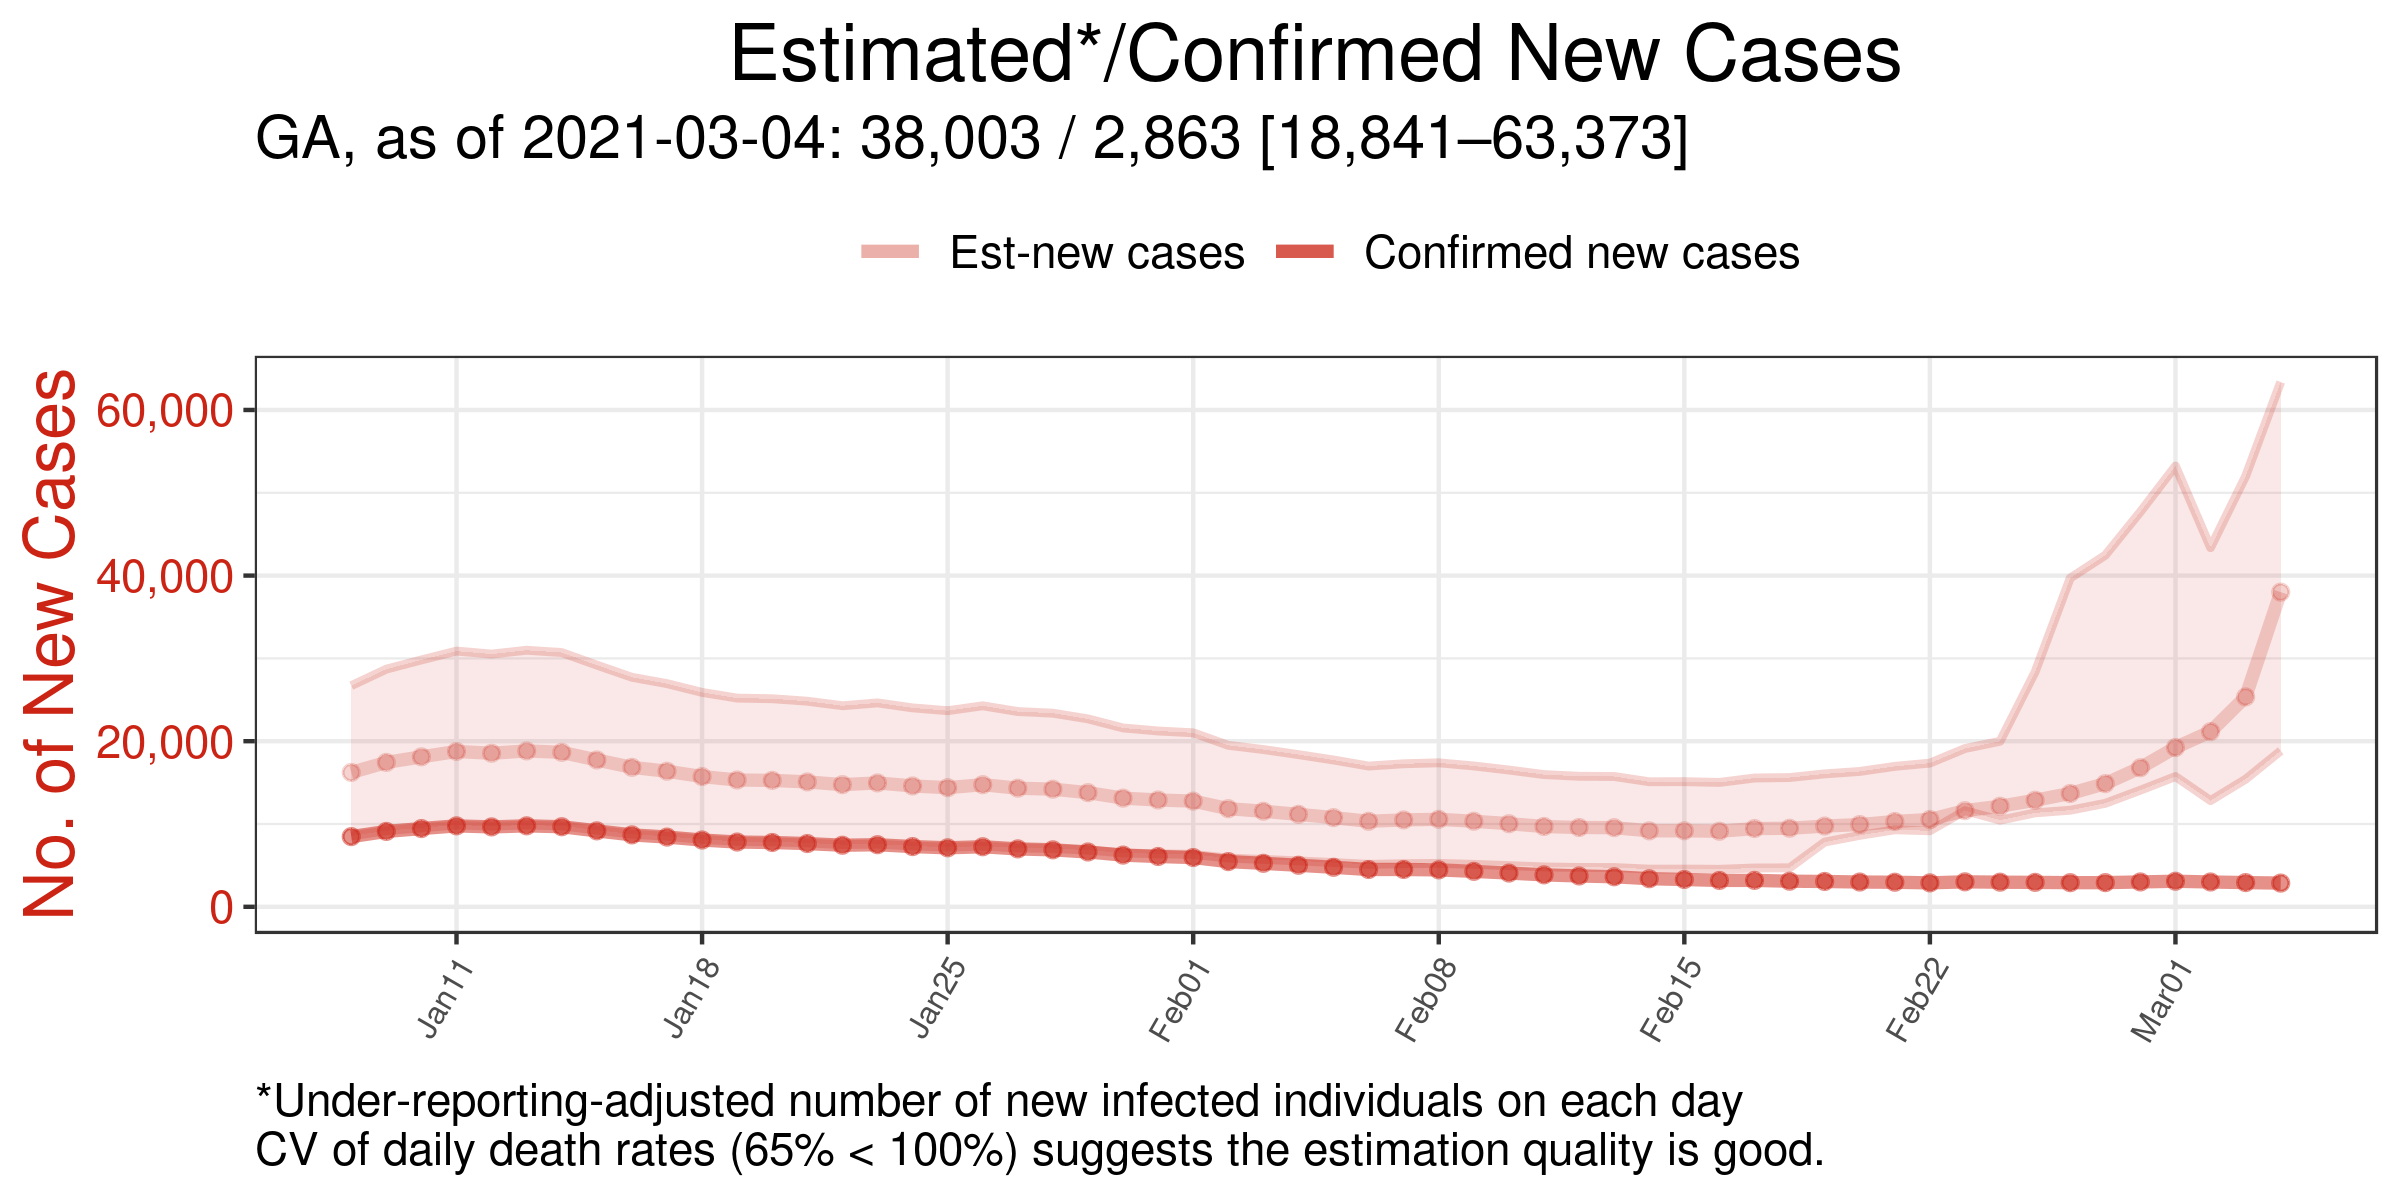 Estimated*/Confirmed New Cases
GA, as of 2021-03-04: 38,003 / 2,863 [18,841–63,373]
Est-new cases
Confirmed new cases
No. of New Cases
60,000
40,000
20,000
0
Jan11
Jan18
Jan25
Feb01
Feb08
Feb15
Feb22
Mar01
*Under-reporting-adjusted number of new infected individuals on each day
CV of daily death rates (65% < 100%) suggests the estimation quality is good.